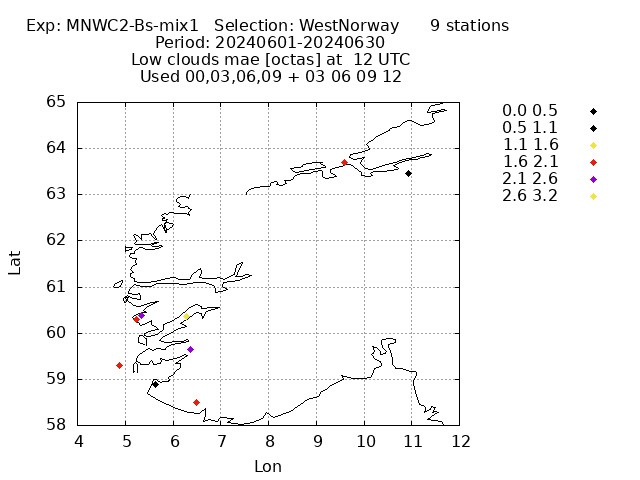 Exp: MNWC2-Bs-mix1 Selection: WestNorway 9 stations
Period: 20240601-20240630
Low clouds mae [octas] at 12 UTC
Used 00,03,06,09 + 03 06 09 12
65
64
63
62
61
60
59
58
4 5 6 7 8 9 10 11 12
Lat
Lon
0.0 0.5
0.5 1.1
1.1 1.6
1.6 2.1
2.1 2.6
2.6 3.2